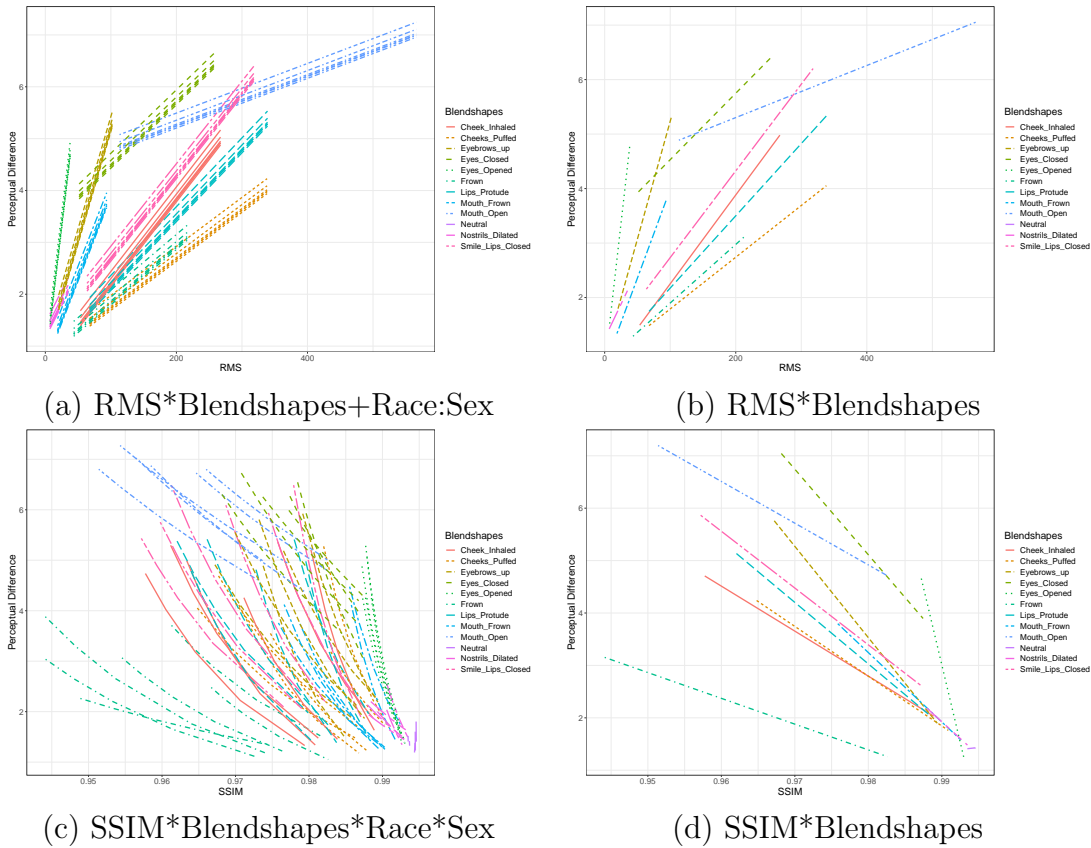 Perceptual Difference
6
4
2
0
200
400
RMS
Blendshapes
Cheek_Inhaled
Cheeks_Puffed
Eyebrows_up
Eyes_Closed
Eyes_Opened
Frown
Lips_Protude
Mouth_Frown
Mouth_Open
Neutral
Nostrils_Dilated
Smile_Lips_Closed
(a) RMS*Blendshapes+Race:Sex
Perceptual Difference
6
4
2
0
200
400
RMS
Blendshapes
Cheek_Inhaled
Cheeks_Puffed
Eyebrows_up
Eyes_Closed
Eyes_Opened
Frown
Lips_Protude
Mouth_Frown
Mouth_Open
Neutral
Nostrils_Dilated
Smile_Lips_Closed
(b) RMS*Blendshapes
Perceptual Difference
6
4
2
0.95
0.96
0.97
0.98
0.99
SSIM
Blendshapes
Cheek_Inhaled
Cheeks_Puffed
Eyebrows_up
Eyes_Closed
Eyes_Opened
Frown
Lips_Protude
Mouth_Frown
Mouth_Open
Neutral
Nostrils_Dilated
Smile_Lips_Closed
(c) SSIM*Blendshapes*Race*Sex
Perceptual Difference
6
4
2
0.95
0.96
0.97
0.98
0.99
SSIM
Blendshapes
Cheek_Inhaled
Cheeks_Puffed
Eyebrows_up
Eyes_Closed
Eyes_Opened
Frown
Lips_Protude
Mouth_Frown
Mouth_Open
Neutral
Nostrils_Dilated
Smile_Lips_Closed
(d) SSIM*Blendshapes